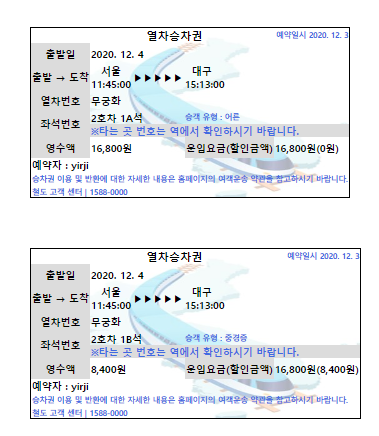 열차승차권 예약일시 2020. 12. 3
출발일 2020. 12. 4
출발 → 도착 서울 ▶▶▶▶▶ 대구
11:45:00 15:13:00
열차번호 무궁화
좌석번호 2호차 1A석 승객 유형 : 어른
※타는 곳 번호는 역에서 확인하시기 바랍니다.
영수액 16,800원 운임요금(할인금액) 16,800원(0원)
예약자 : yirji
승차권 이용 및 반환에 대한 자세한 내용은 홈페이지의 여객운송 약관을 참고하시기 바랍니다.
철도 고객 센터 | 1588-0000
열차승차권 예약일시 2020. 12. 3
출발일 2020. 12. 4
출발 → 도착 서울 ▶▶▶▶▶ 대구
11:45:00 15:13:00
열차번호 무궁화
좌석번호 2호차 1B석 승객 유형 : 중경증
※타는 곳 번호는 역에서 확인하시기 바랍니다.
영수액 8,400원 운임요금(할인금액) 16,800원(8,400원)
예약자 : yirji
승차권 이용 및 반환에 대한 자세한 내용은 홈페이지의 여객운송 약관을 참고하시기 바랍니다.
철도 고객 센터 | 1588-0000